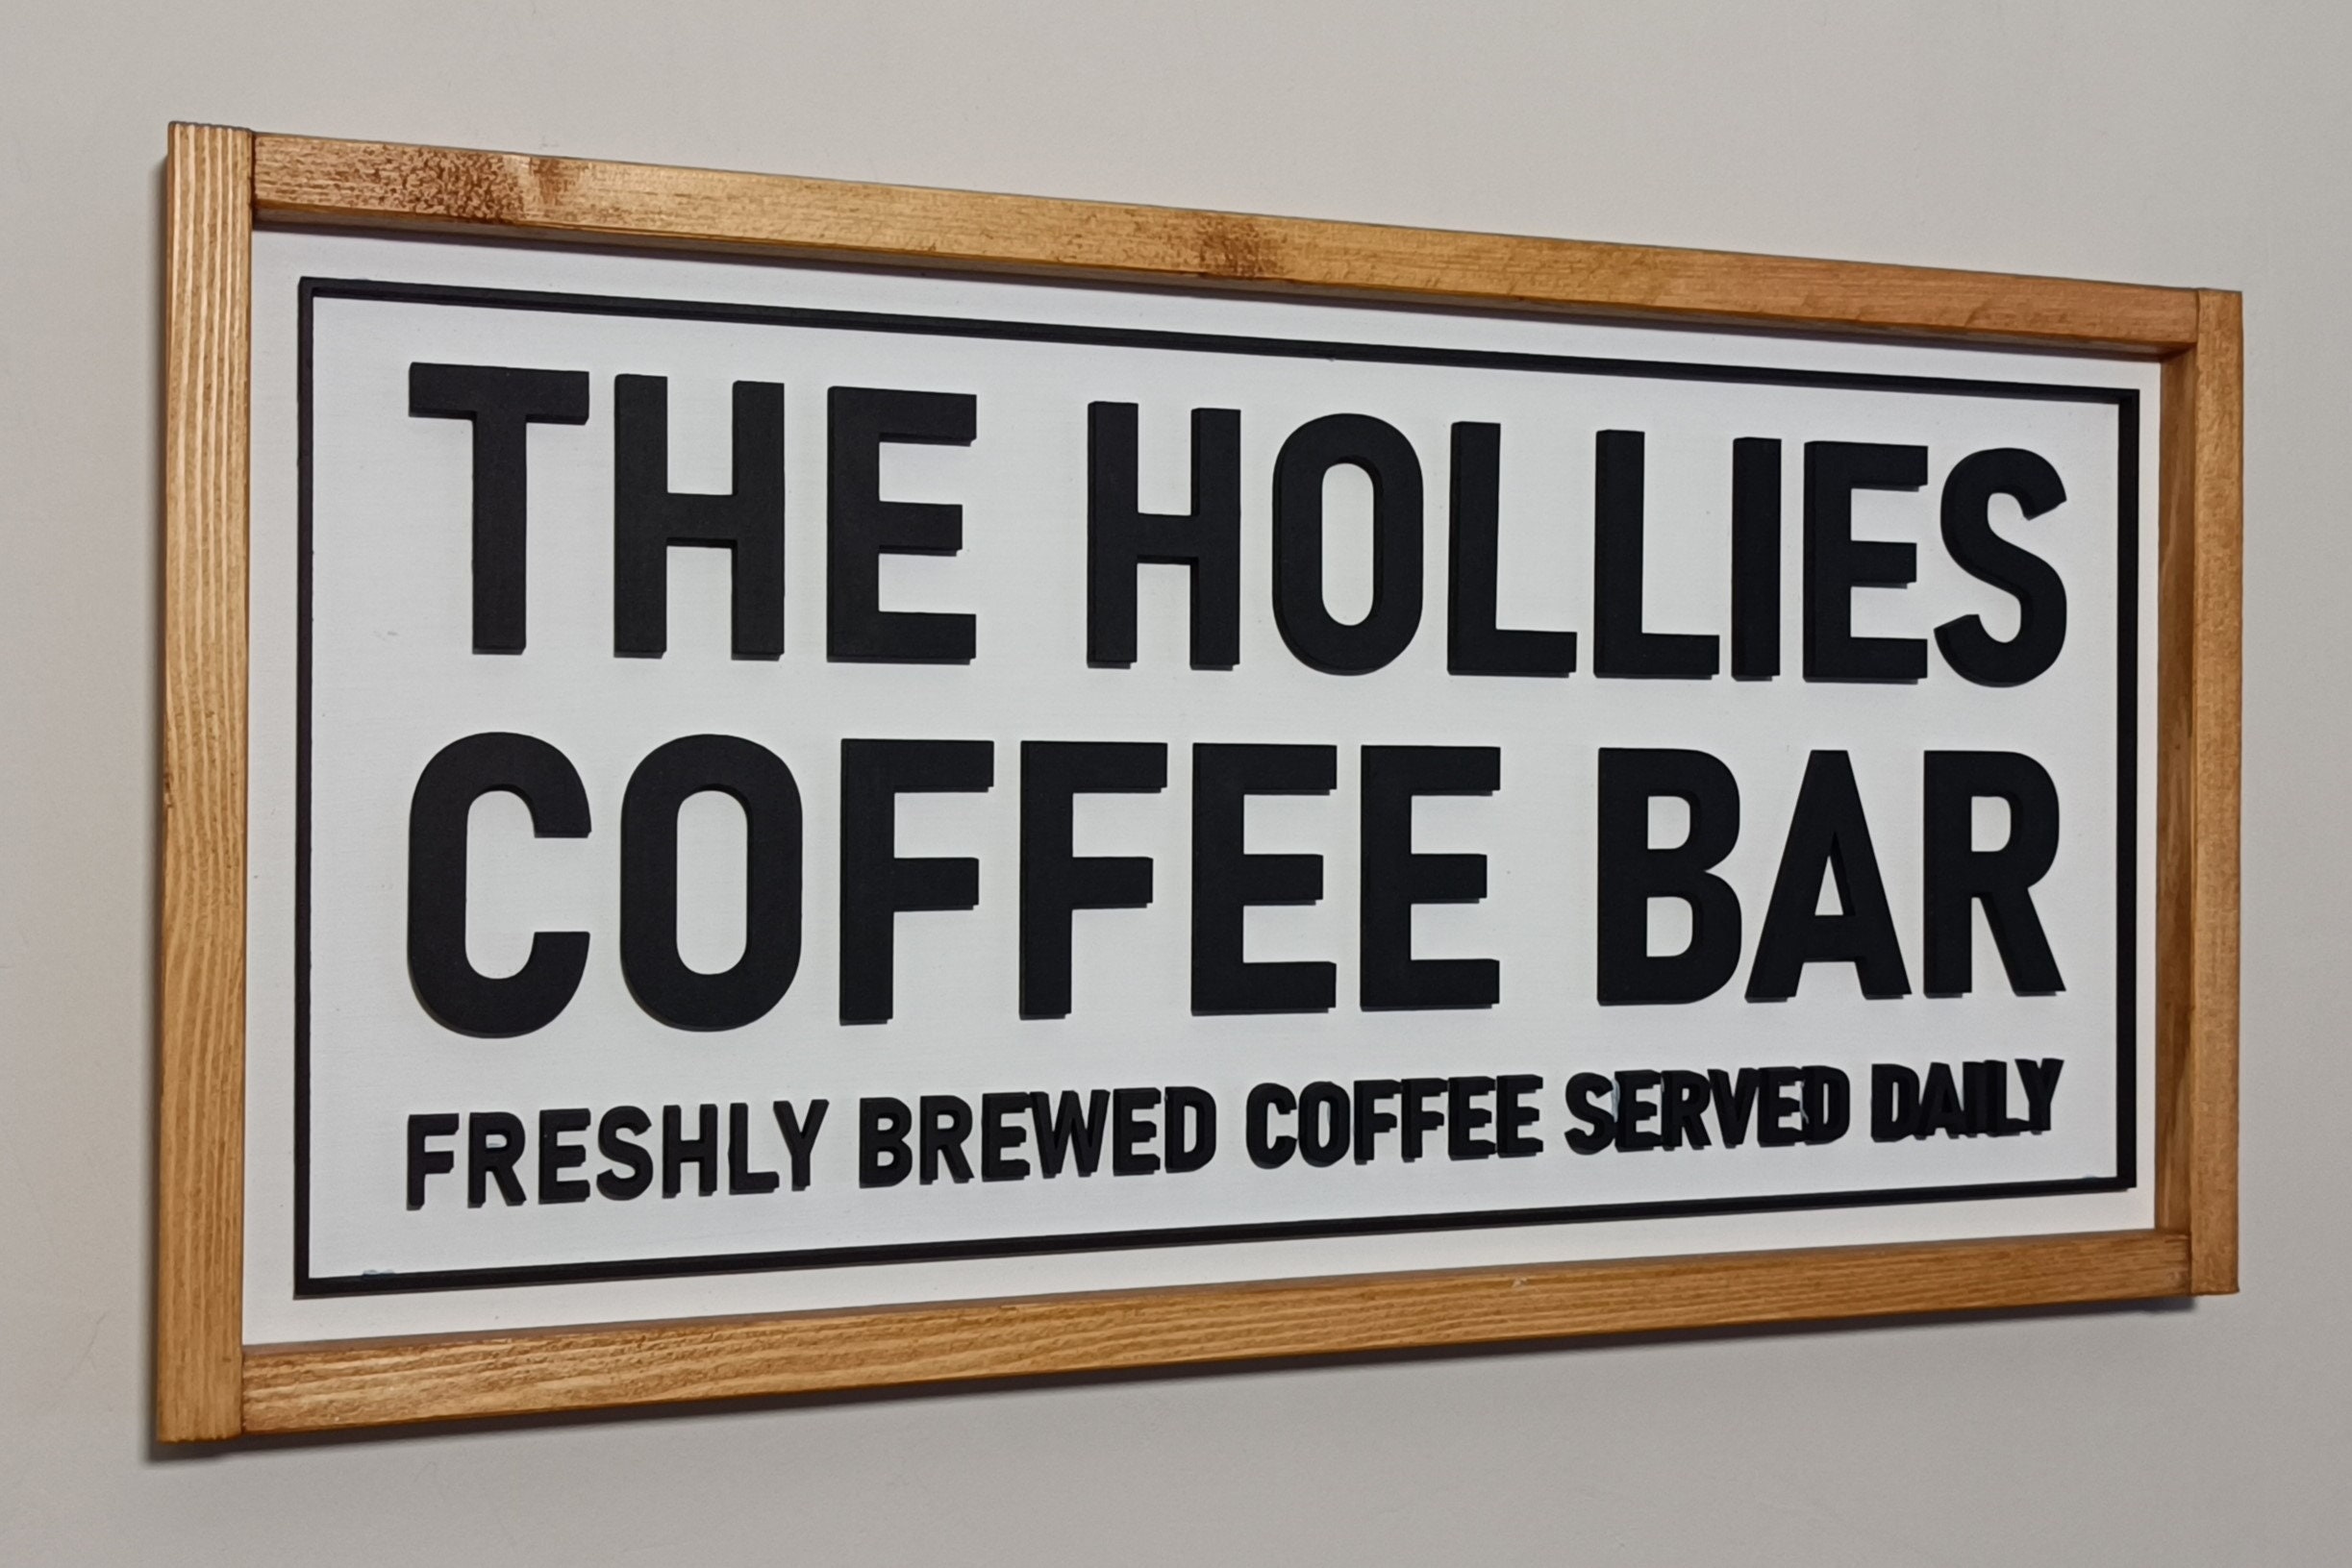 THE HOLLIES
COFFEE BAR
FRESHLY BREWED COFFEE SERVED DAILY